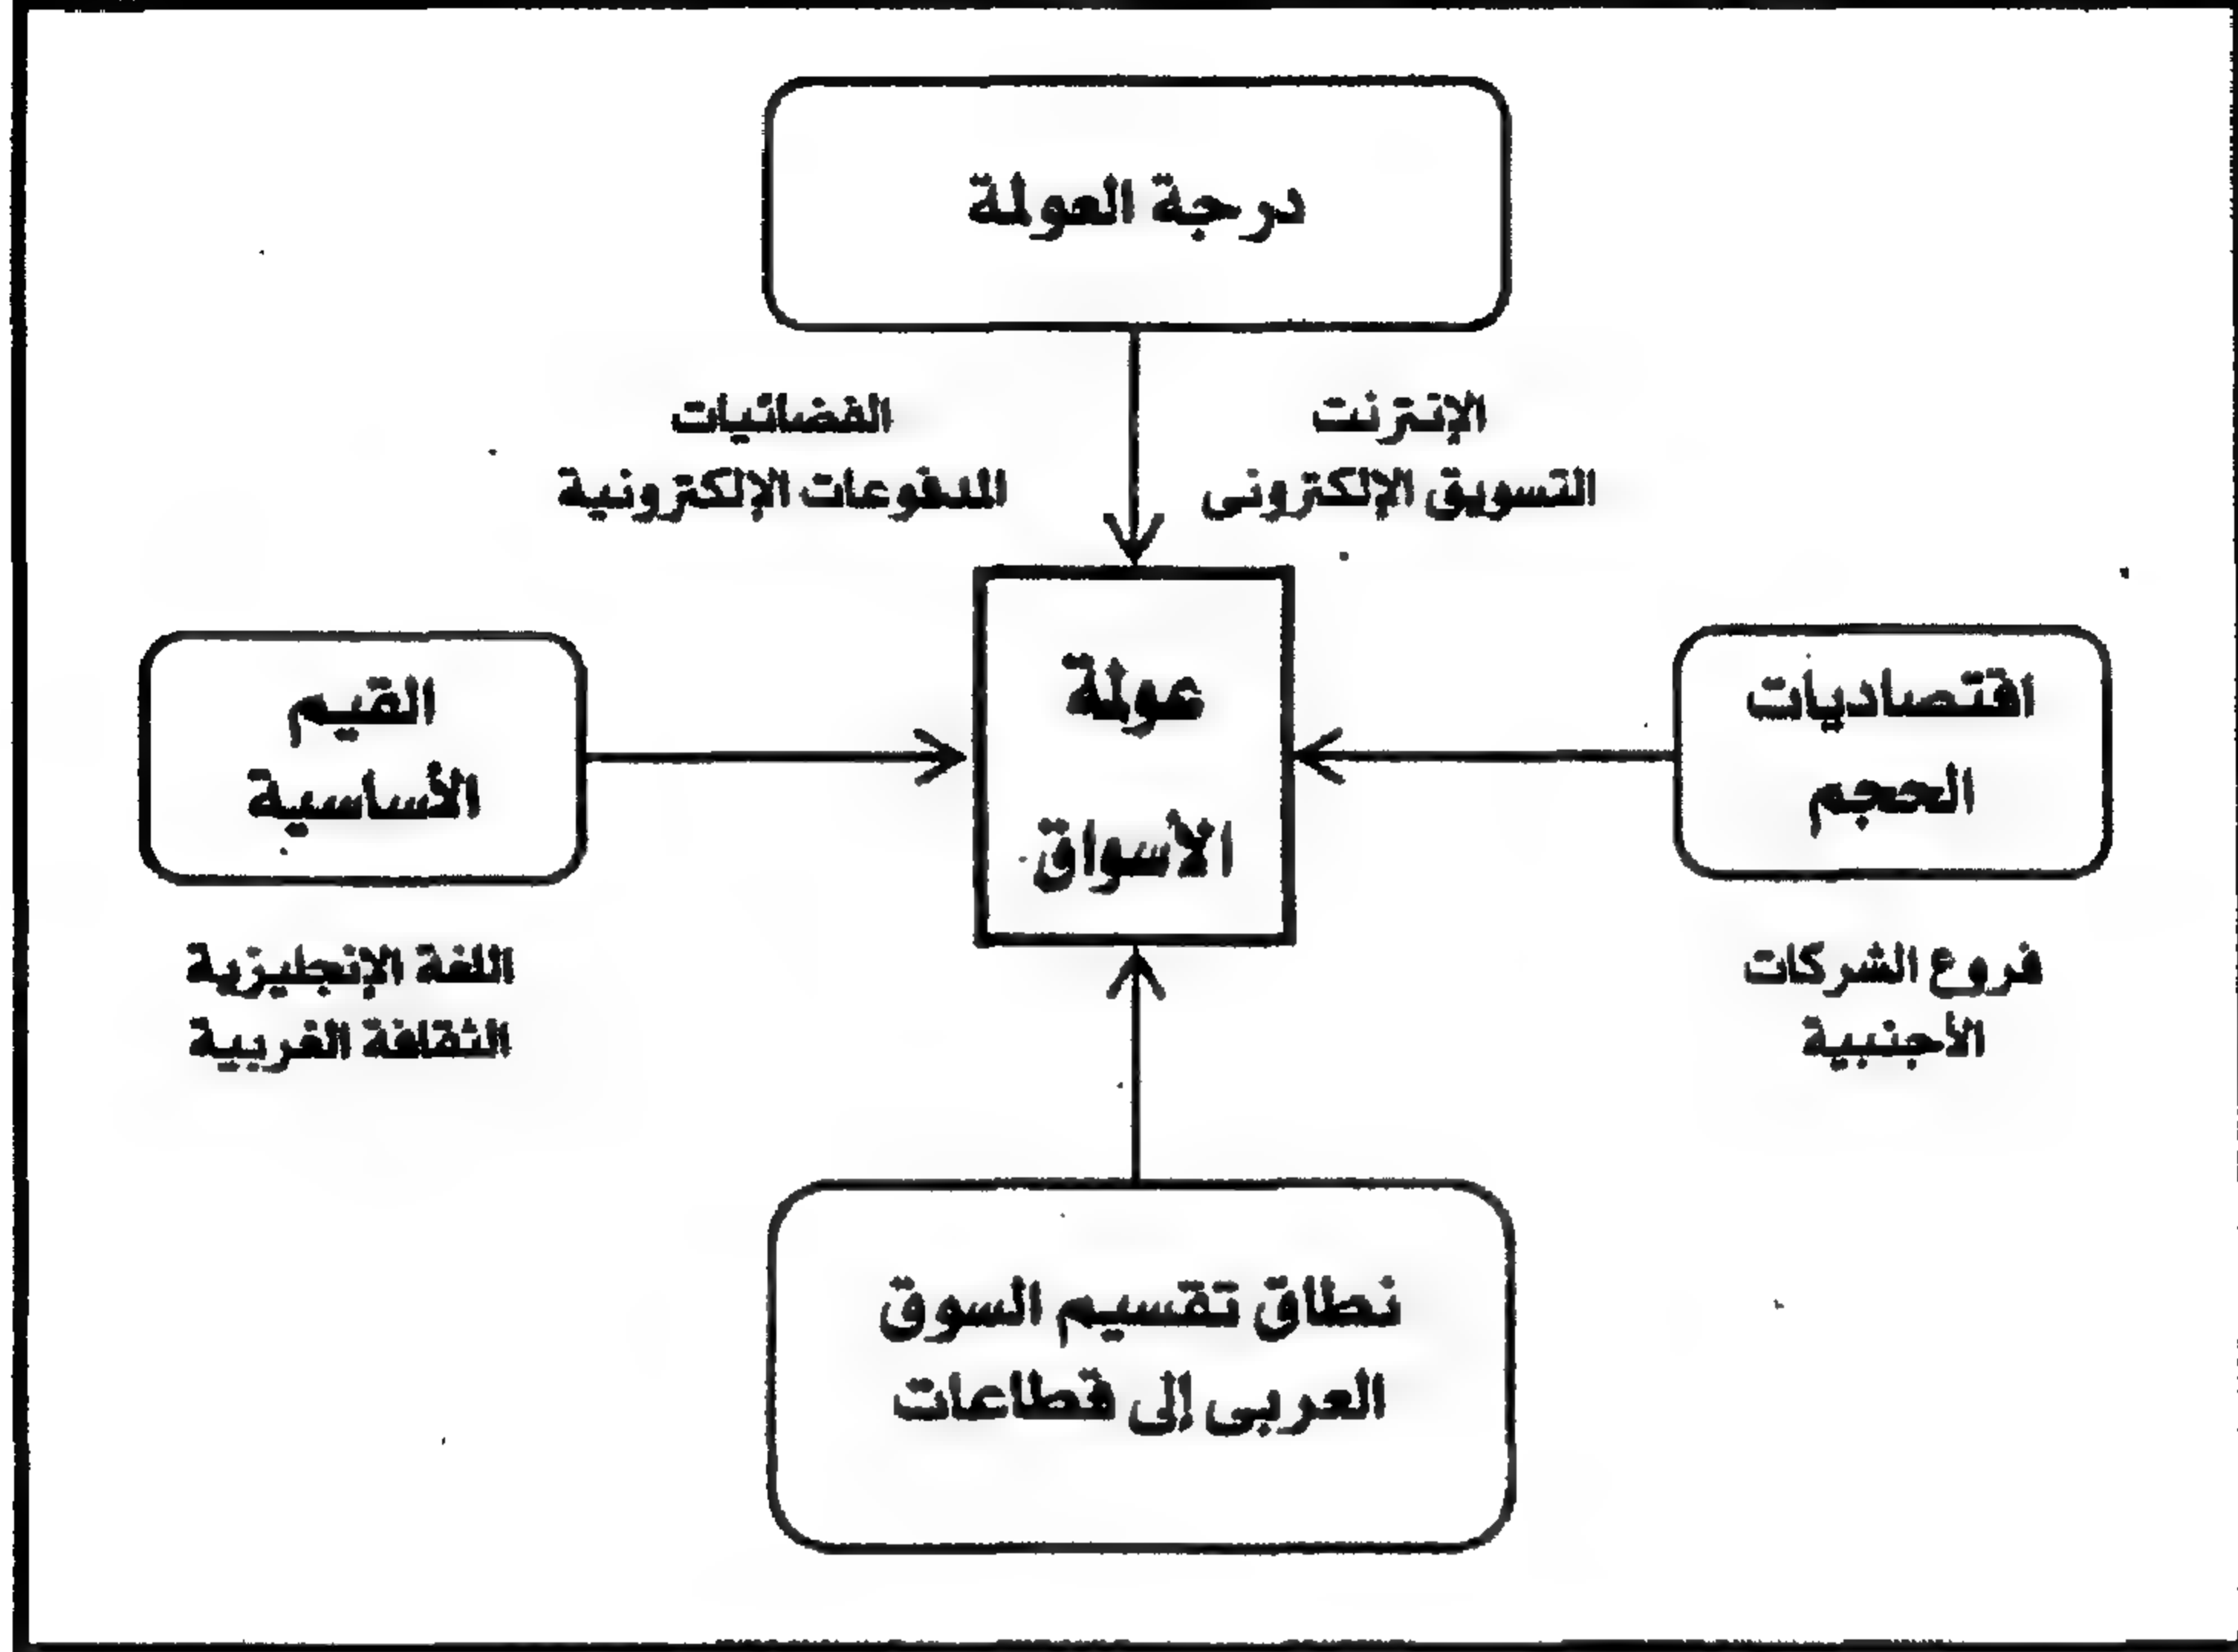 درجة العولمة
الإنترنت
التسويق الإلكترونى
الفضائيات
المدفوعات الإلكترونية
اقتصاديات
الحجم
فروع الشركات
الأجنبية
عولمة
الأسواق
القيم
الأساسية
اللغة الإنجليزية
الثقافة الغربية
نطاق تقسيم السوق
العربى إلى قطاعات